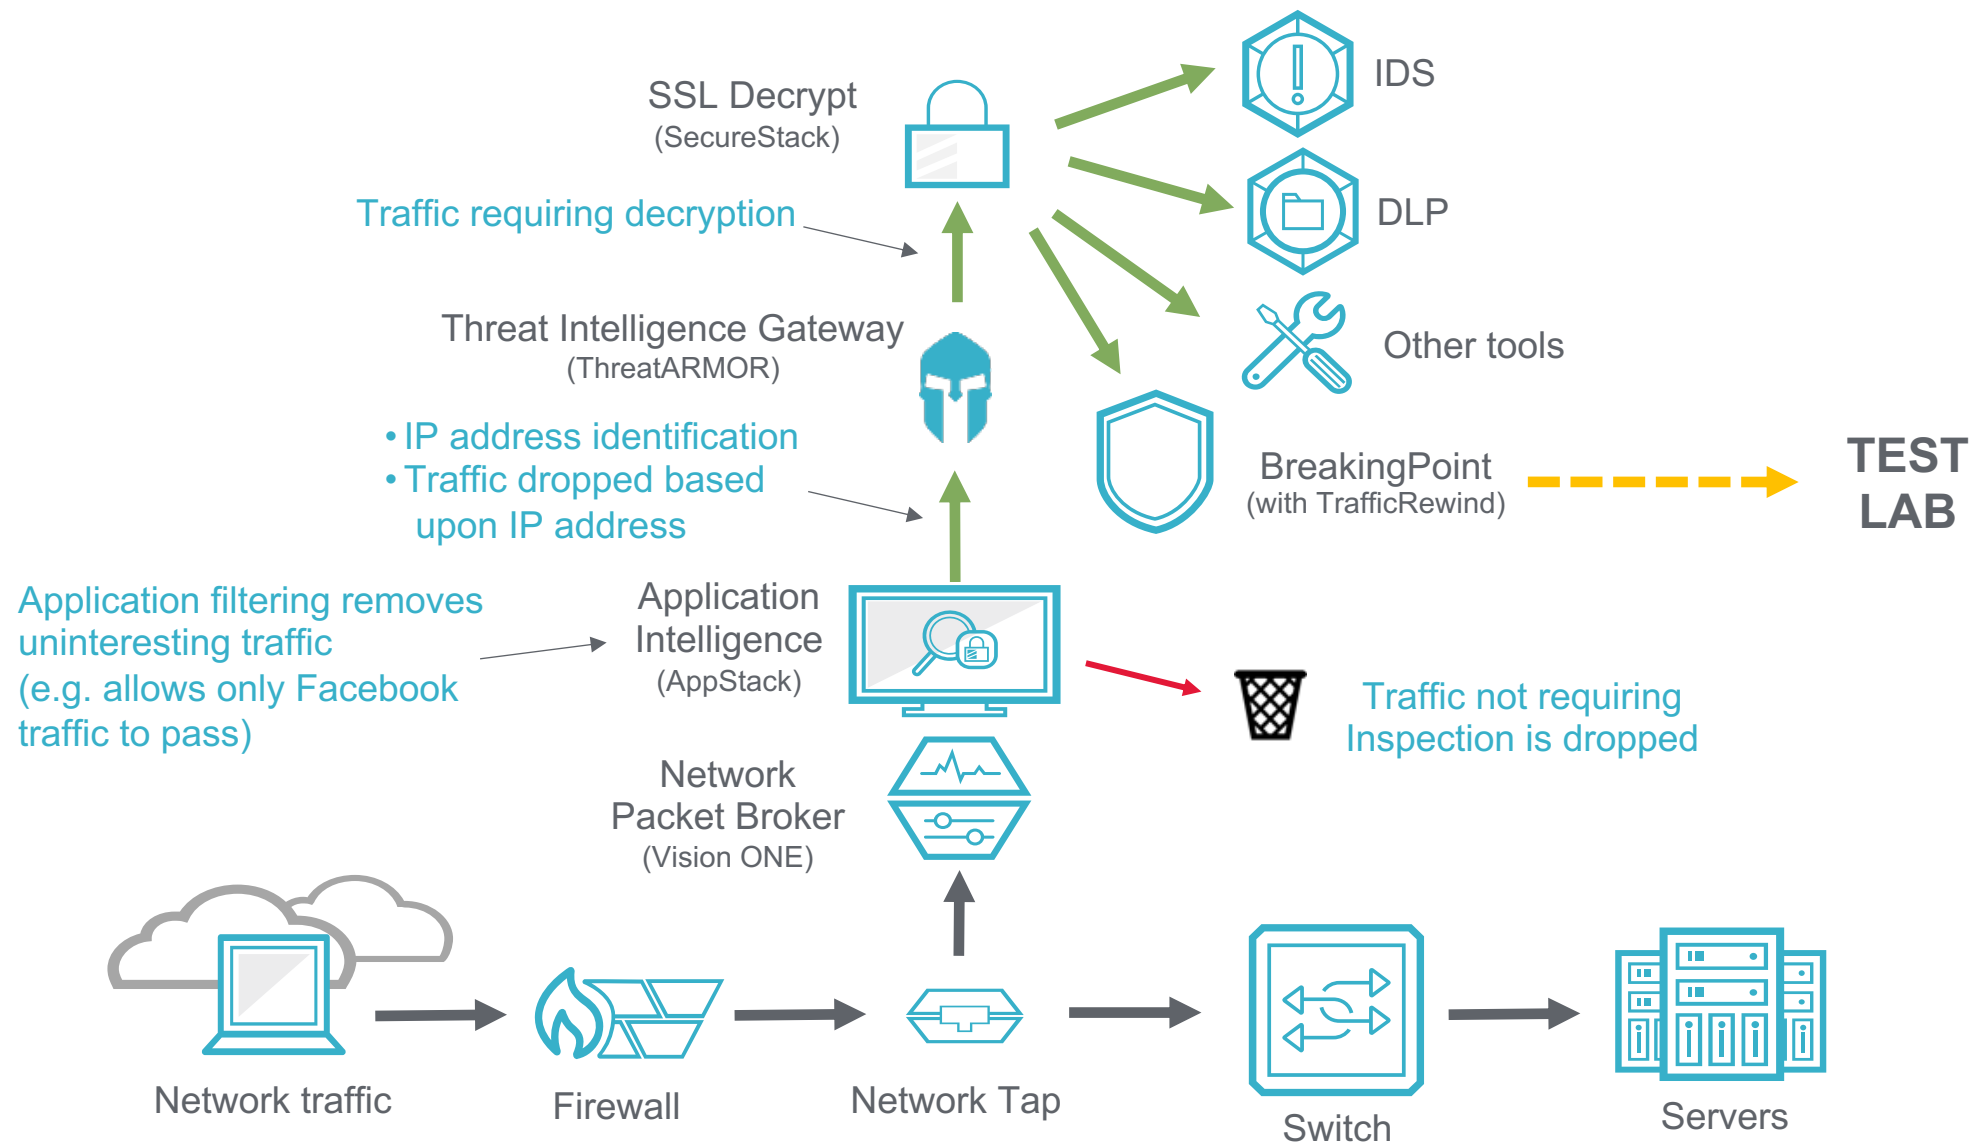 SSL Decrypt
(SecureStack)
IDS
DLP
Traffic requiring decryption
Threat Intelligence Gateway
(ThreatARMOR)
Other tools
• IP address identification
• Traffic dropped based
upon IP address
BreakingPoint
(with TrafficRewind)
TEST
LAB
Application filtering removes
uninteresting traffic
(e.g. allows only Facebook
traffic to pass)
Application
Intelligence
(AppStack)
Traffic not requiring
Inspection is dropped
Network
Packet Broker
(Vision ONE)
Network traffic
Firewall
Network Tap
Switch
Servers